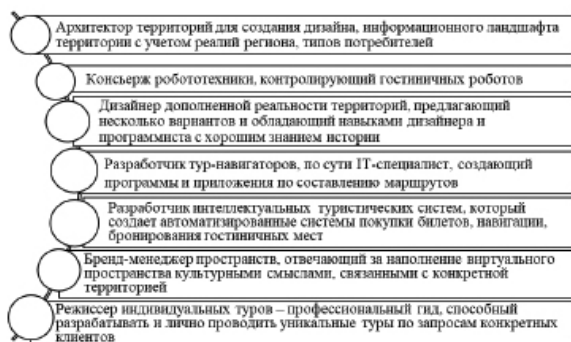 Архитектор территорий для создания дизайна, информационного ландшафта
территории с учетом реалий региона, типов потребителей
Консьерж робототехники, контролирующий гостиничных роботов
Дизайнер дополненной реальности территорий, предлагающий
несколько вариантов и обладающий навыками дизайнера и
программиста с хорошим знанием истории
Разработчик тур-навигаторов, по сути IT-специалист, создающий
программы и приложения по составлению маршрутов
Разработчик интеллектуальных туристических систем, который
создает автоматизированные системы покупки билетов, навигации,
бронирования гостиничных мест
Бренд-менеджер пространств, отвечающий за наполнение виртуального
пространства культурными смыслами, связанными с конкретной
территорией
Режиссер индивидуальных туров – профессиональный гид, способный
разрабатывать и лично проводить уникальные туры по запросам конкретных
клиентов